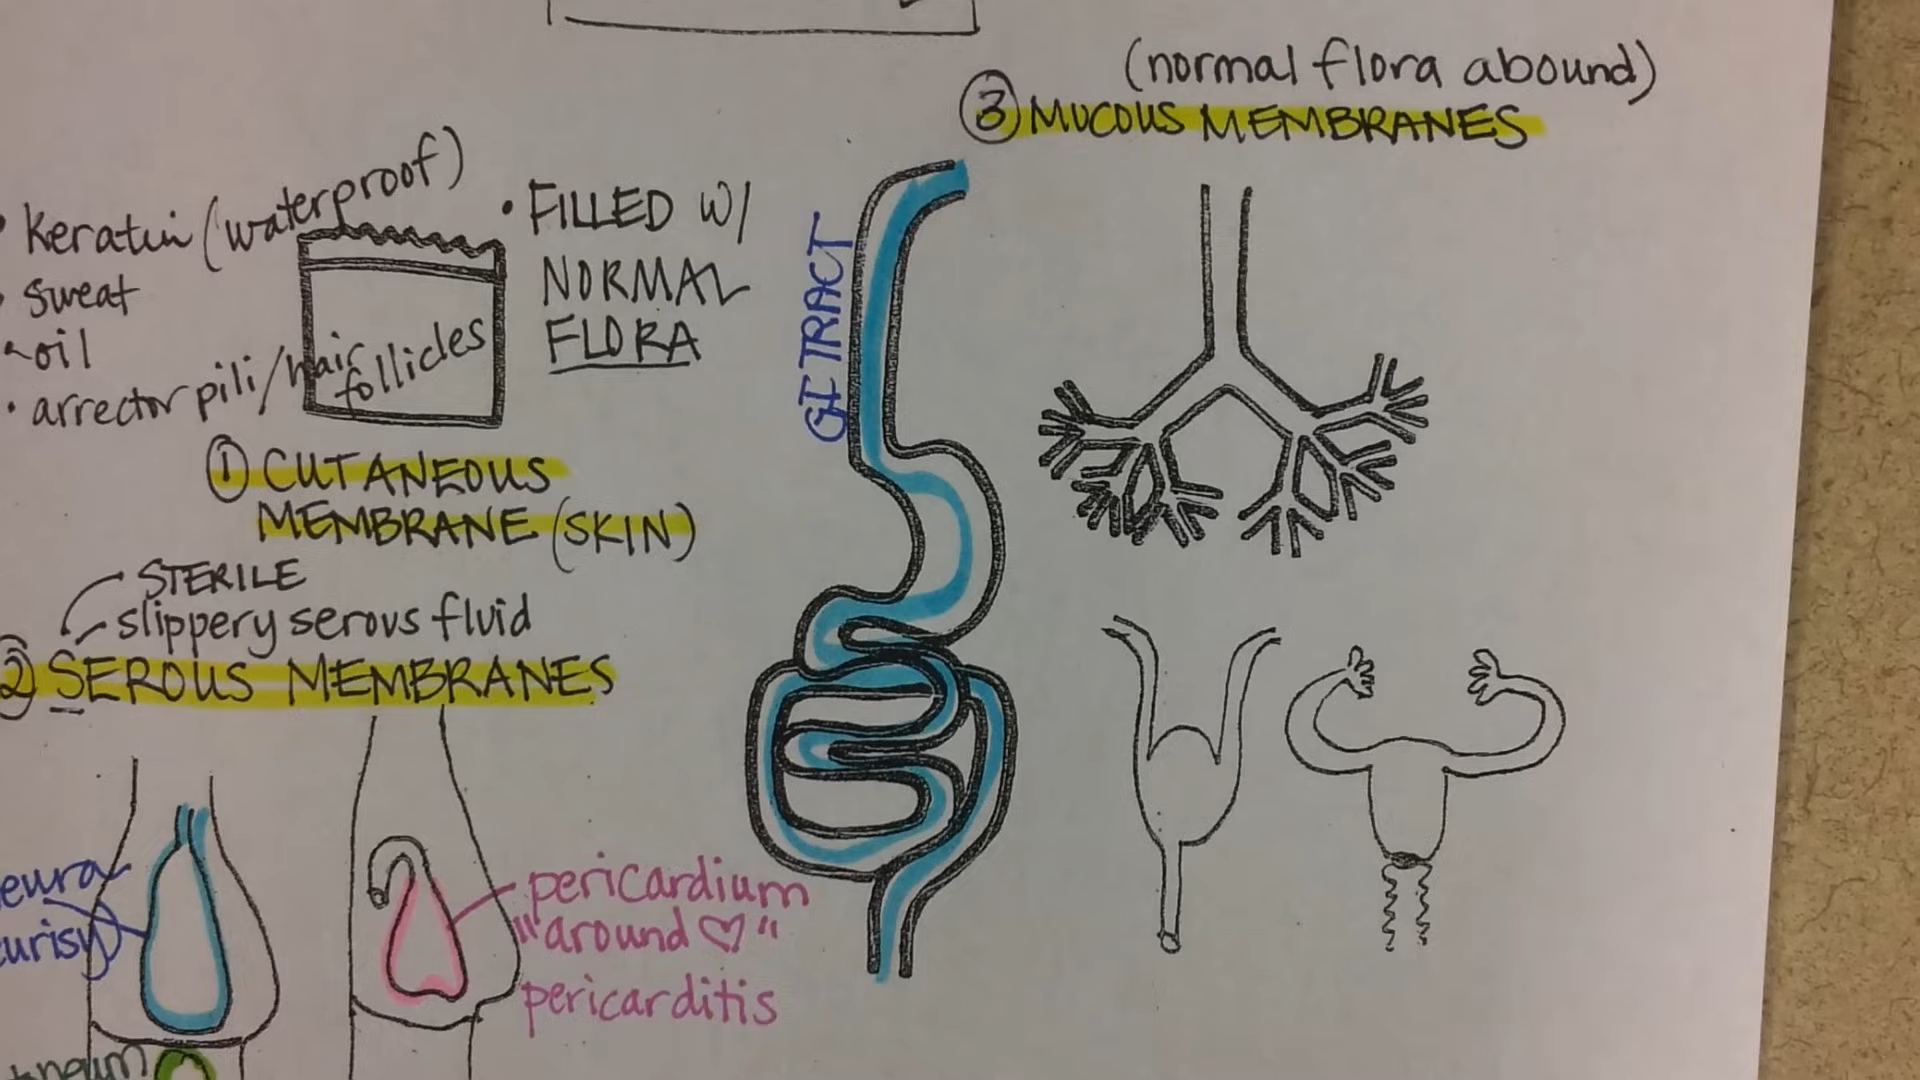 (normal flora abound)
③ MUCOUS MEMBRANES
• Keratin (waterproof)
• sweat
• oil
• arrector pili/hair
follicles
• FILLED W/
NORMAL
FLORA
① CUTANEOUS
MEMBRANE (SKIN)
STERILE
slippery serous fluid
② SEROUS MEMBRANES
GI TRACT
pericardium
"around ♡"
pericarditis